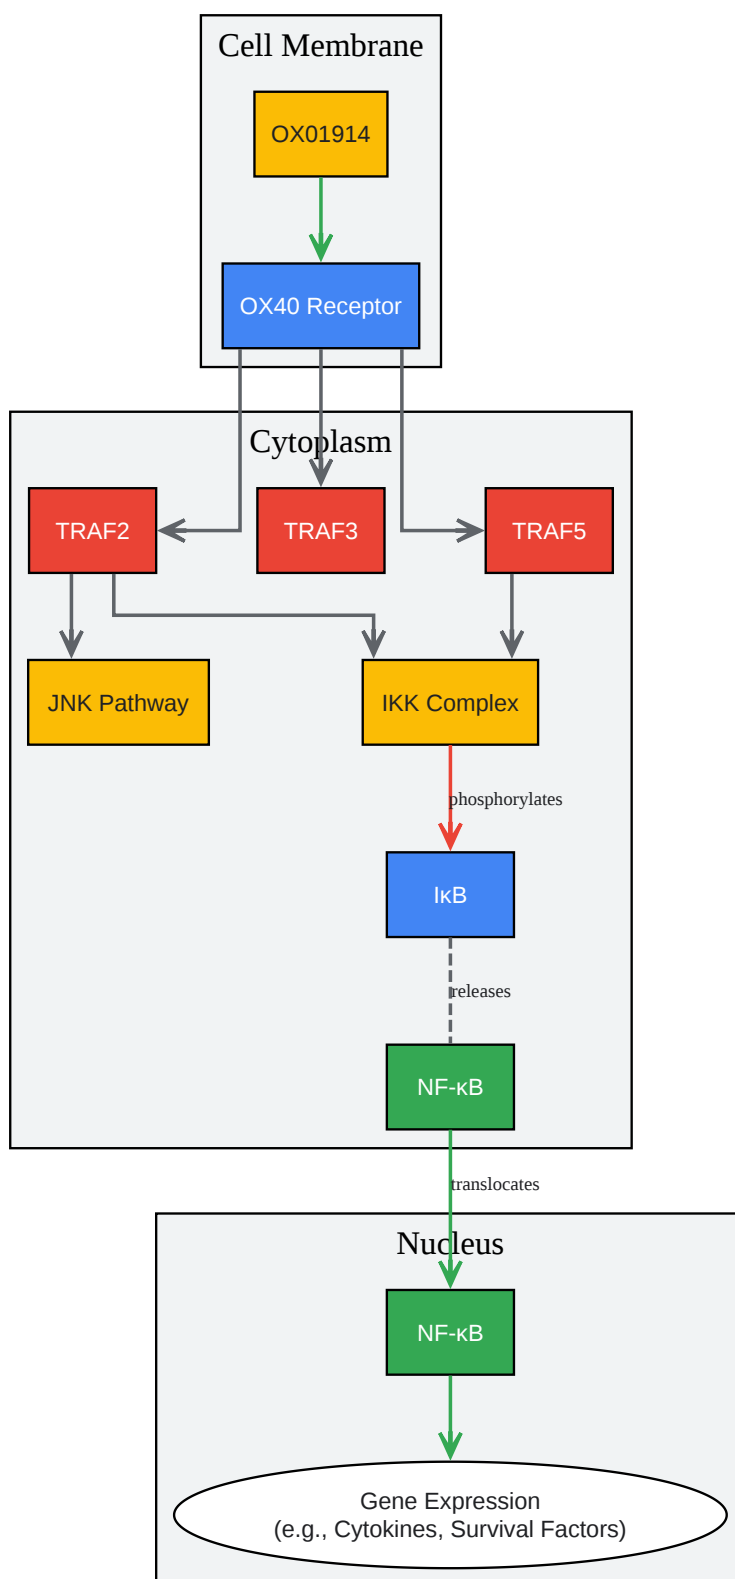 Cell Membrane
OX01914
OX40 Receptor
Cytoplasm
TRAF2
TRAF3
TRAF5
JNK Pathway
IKK Complex
phosphorylates
IκB
releases
NF-κB
translocates
Nucleus
NF-κB
Gene Expression
(e.g., Cytokines, Survival Factors)